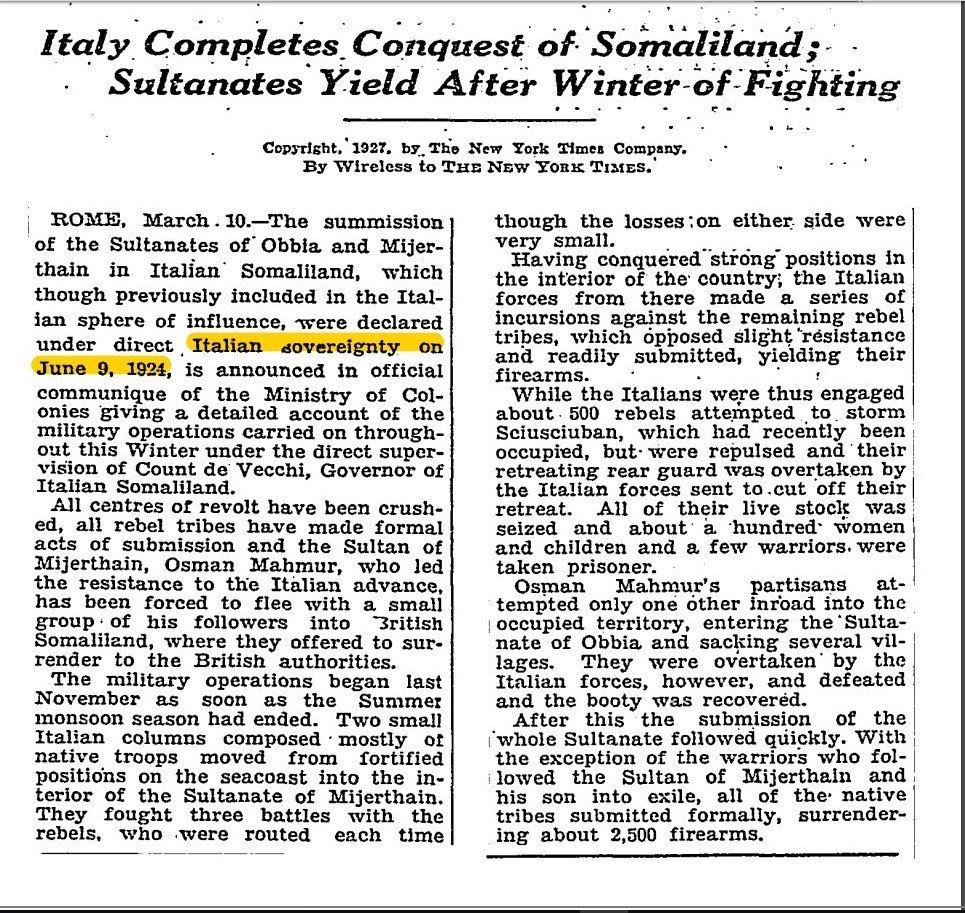 Italy Completes Conquest of Somaliland;
Sultanates Yield After Winter of Fighting
Copyright, 1927, by The New York Times Company.
By Wireless to THE NEW YORK TIMES.
ROME, March 10.—The summission
of the Sultanates of Obbia and Mijer-
thain in Italian Somaliland, which
though previously included in the Ital-
ian sphere of influence, were declared
under direct Italian sovereignty on
June 9, 1924, is announced in official
communique of the Ministry of Col-
onies giving a detailed account of the
military operations carried on through-
out this Winter under the direct super-
vision of Count de Vecchi, Governor of
Italian Somaliland.
All centres of revolt have been crush-
ed, all rebel tribes have made formal
acts of submission and the Sultan of
Mijerthain, Osman Mahmur, who led
the resistance to the Italian advance,
has been forced to flee with a small
group of his followers into British
Somaliland, where they offered to sur-
render to the British authorities.
The military operations began last
November as soon as the Summer
monsoon season had ended. Two small
Italian columns composed mostly of
native troops moved from fortified
positions on the seacoast into the in-
terior of the Sultanate of Mijerthain.
They fought three battles with the
rebels, who were routed each time
though the losses on either side were
very small.
Having conquered strong positions in
the interior of the country, the Italian
forces from there made a series of
incursions against the remaining rebel
tribes, which opposed slight resistance
and readily submitted, yielding their
firearms.
While the Italians were thus engaged
about 500 rebels attempted to storm
Sciusciuban, which had recently been
occupied, but were repulsed and their
retreating rear guard was overtaken by
the Italian forces sent to cut off their
retreat. All of their live stock was
seized and about a hundred women
and children and a few warriors were
taken prisoner.
Osman Mahmur's partisans at-
tempted only one other inroad into the
occupied territory, entering the Sulta-
nate of Obbia and sacking several vil-
lages. They were overtaken by the
Italian forces, however, and defeated
and the booty was recovered.
After this the submission of the
whole Sultanate followed quickly. With
the exception of the warriors who fol-
lowed the Sultan of Mijerthain and
his son into exile, all of the native
tribes submitted formally, surrender-
ing about 2,500 firearms.